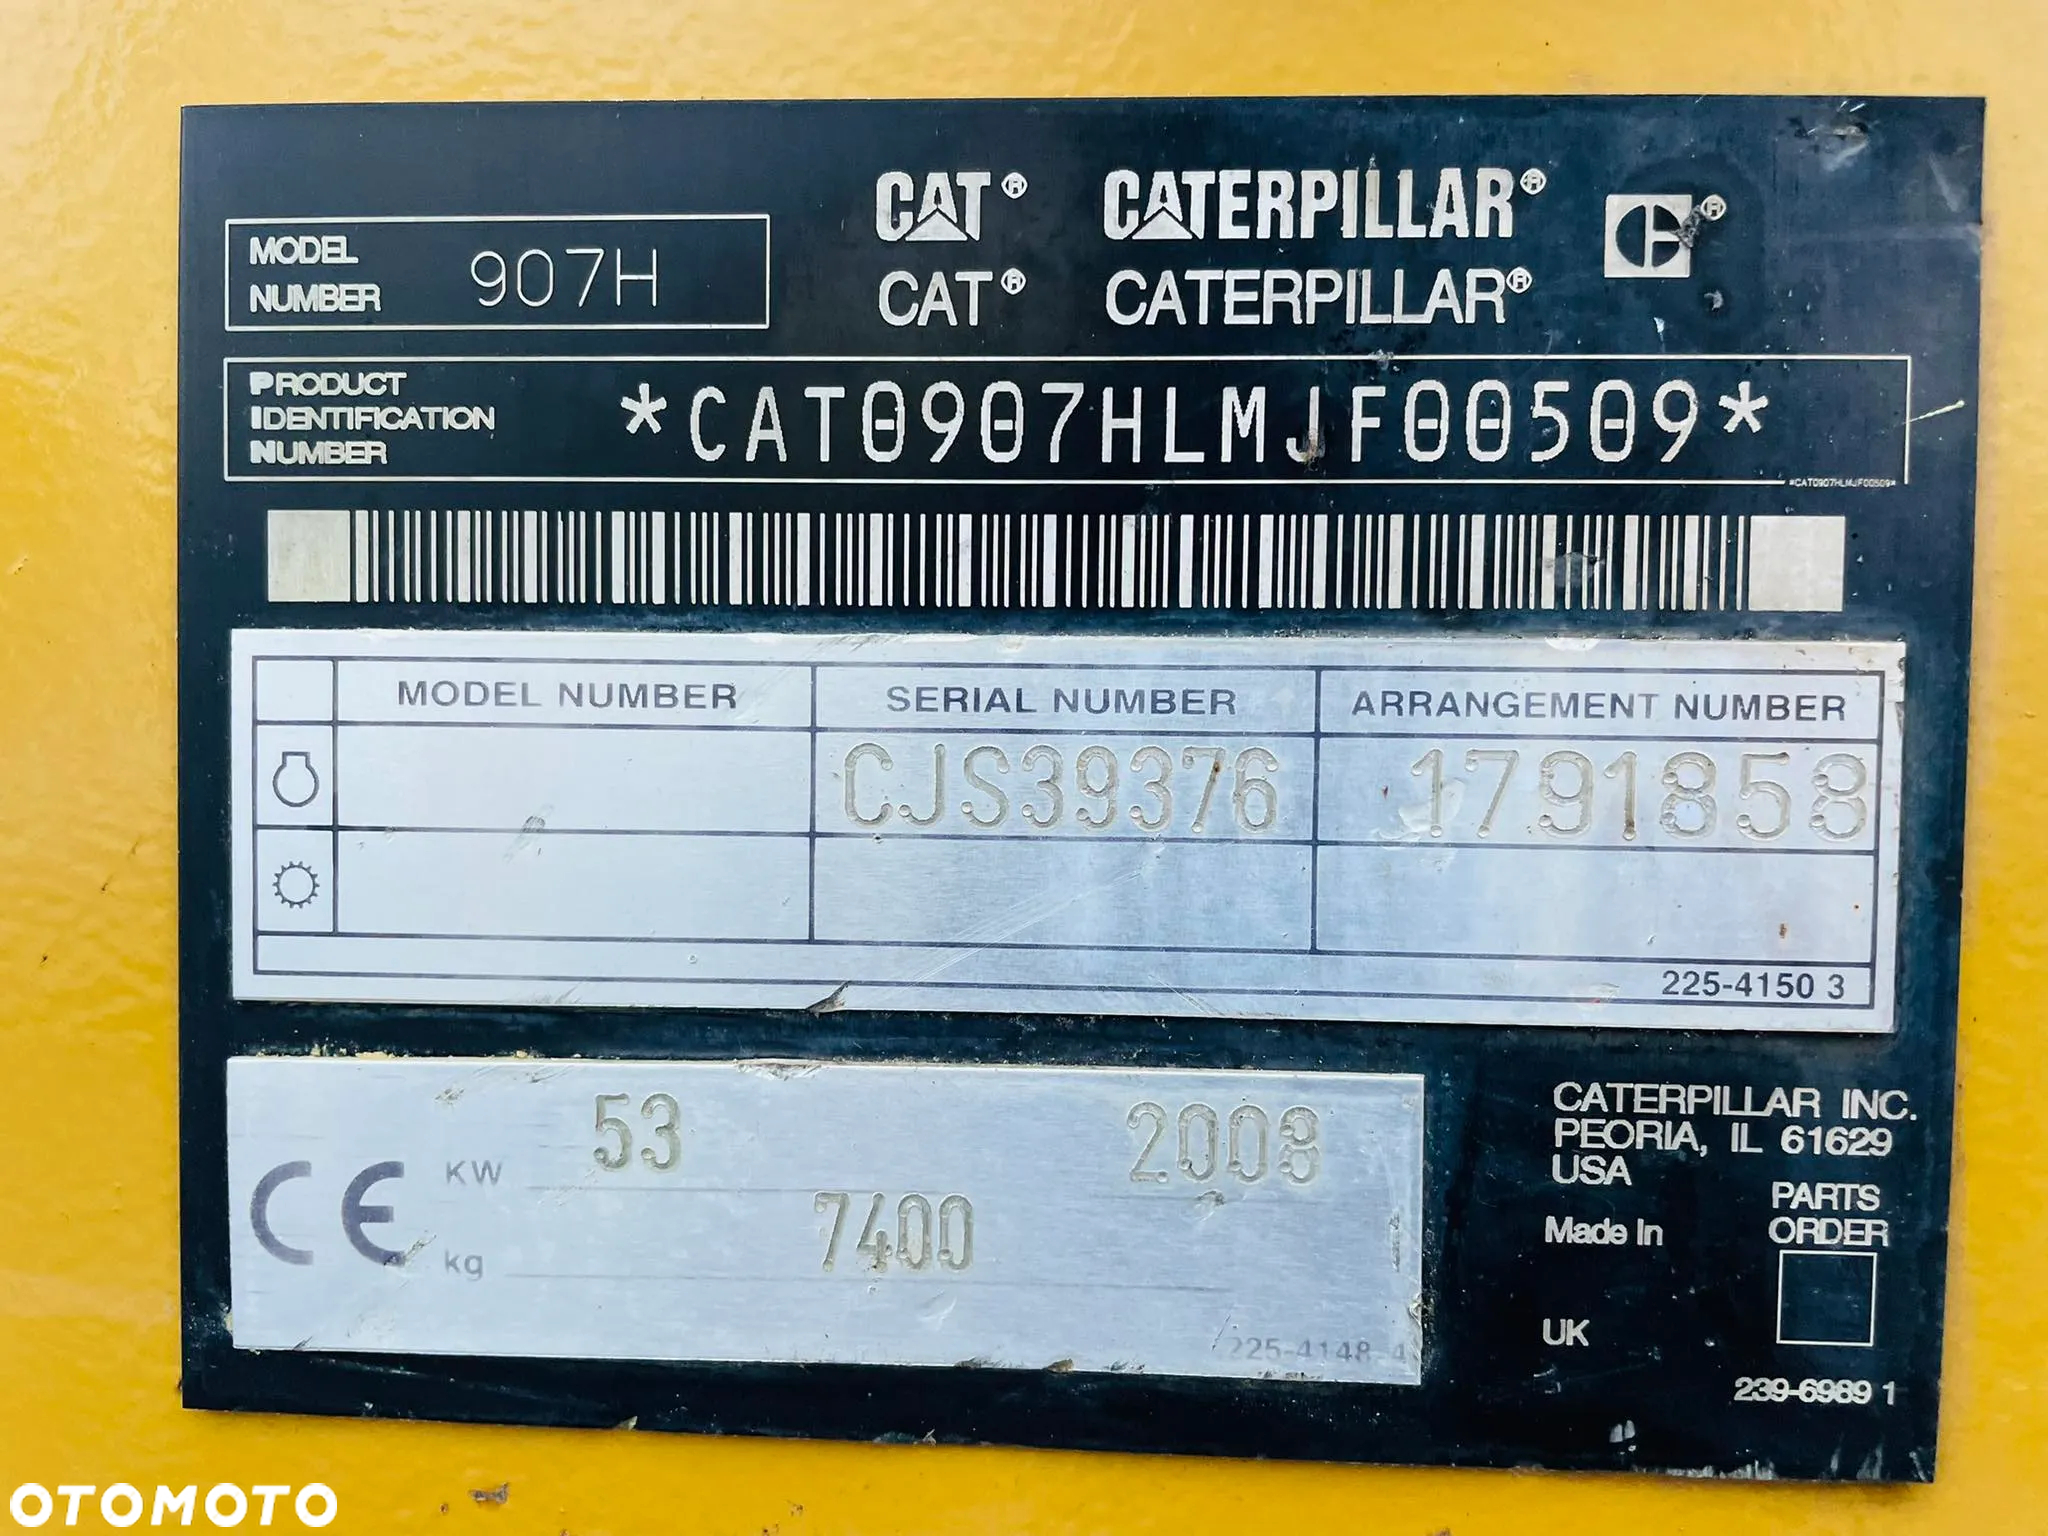 CAT® CATERPILLAR® CE®
MODEL NUMBER 907H
CAT® CATERPILLAR®
PRODUCT IDENTIFICATION NUMBER
*CAT0907HLMJF00509*
*CAT0907HLMJF00509*
MODEL NUMBER SERIAL NUMBER ARRANGEMENT NUMBER
CJS39376 1791858
225-4150 3
CE
KW 53 2008
kg 7400
225-4148 4
CATERPILLAR INC.
PEORIA, IL 61629
USA
PARTS
ORDER
Made In
UK
239-6989 1
OTOMOTO